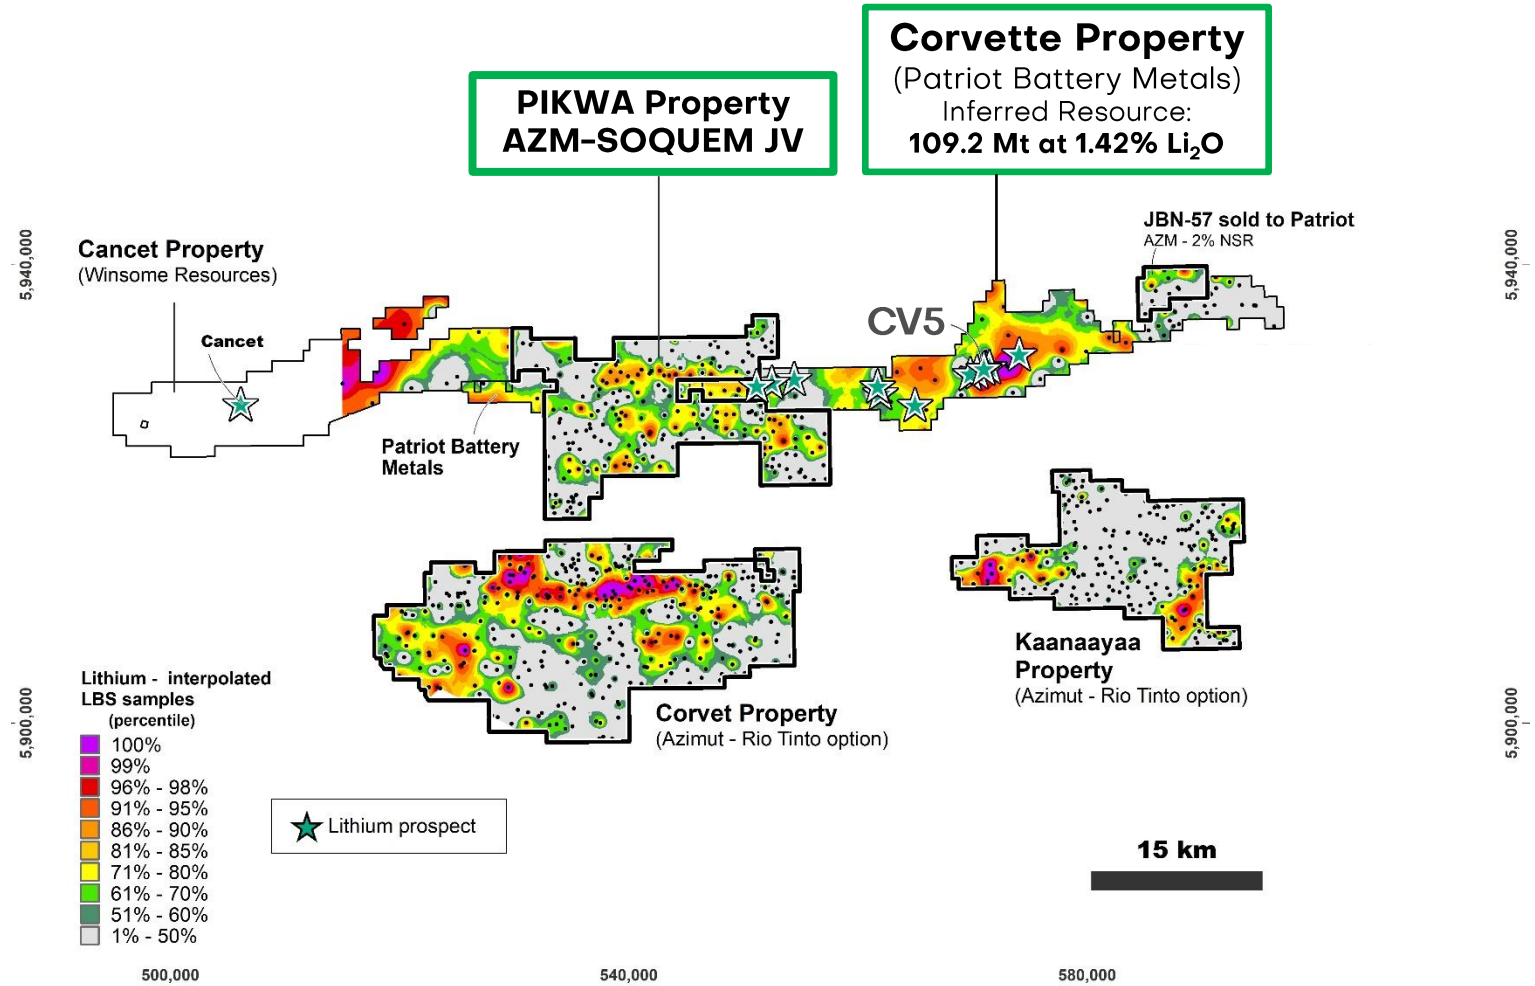 Corvette Property
(Patriot Battery Metals)
Inferred Resource:
109.2 Mt at 1.42% Li₂O
PIKWA Property
AZM-SOQUEM JV
JBN-57 sold to Patriot
AZM - 2% NSR
5,940,000
5,940,000
Cancet Property
(Winsome Resources)
CV5
Cancet
Patriot Battery
Metals
Kaanaayaa
Property
(Azimut - Rio Tinto option)
Corvet Property
(Azimut - Rio Tinto option)
5,900,000
5,900,000
Lithium - interpolated
LBS samples
(percentile)
100%
99%
96% - 98%
91% - 95%
86% - 90%
81% - 85%
71% - 80%
61% - 70%
51% - 60%
1% - 50%
Lithium prospect
15 km
500,000
540,000
580,000